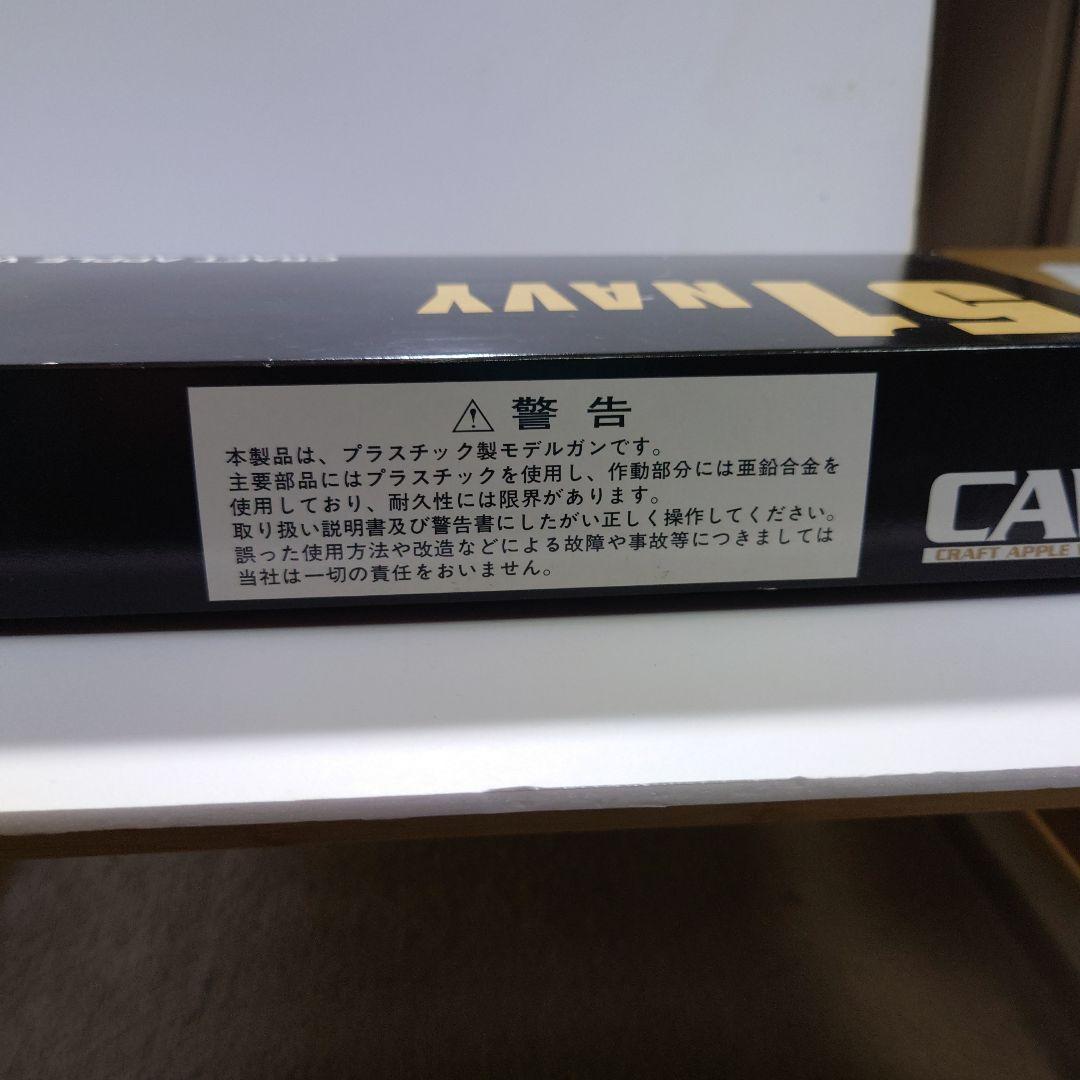 51 NAVY
⚠ 警告
本製品は、プラスチック製モデルガンです。
主要部品にはプラスチックを使用し、作動部分には亜鉛合金を
使用しており、耐久性には限界があります。
取り扱い説明書及び警告書にしたがい正しく操作してください。
誤った使用方法や改造などによる故障や事故等につきましては
当社は一切の責任をおいません。
CRAFT APPLE